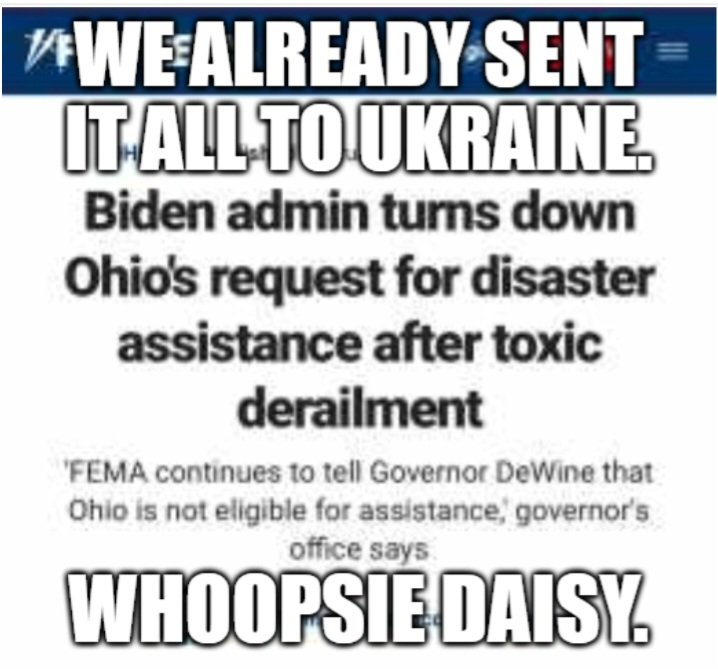 WE ALREADY SENT
IT ALL TO UKRAINE.
Biden admin turns down
Ohio's request for disaster
assistance after toxic
derailment
'FEMA continues to tell Governor DeWine that
Ohio is not eligible for assistance,' governor's
office says
WHOOPSIE DAISY.